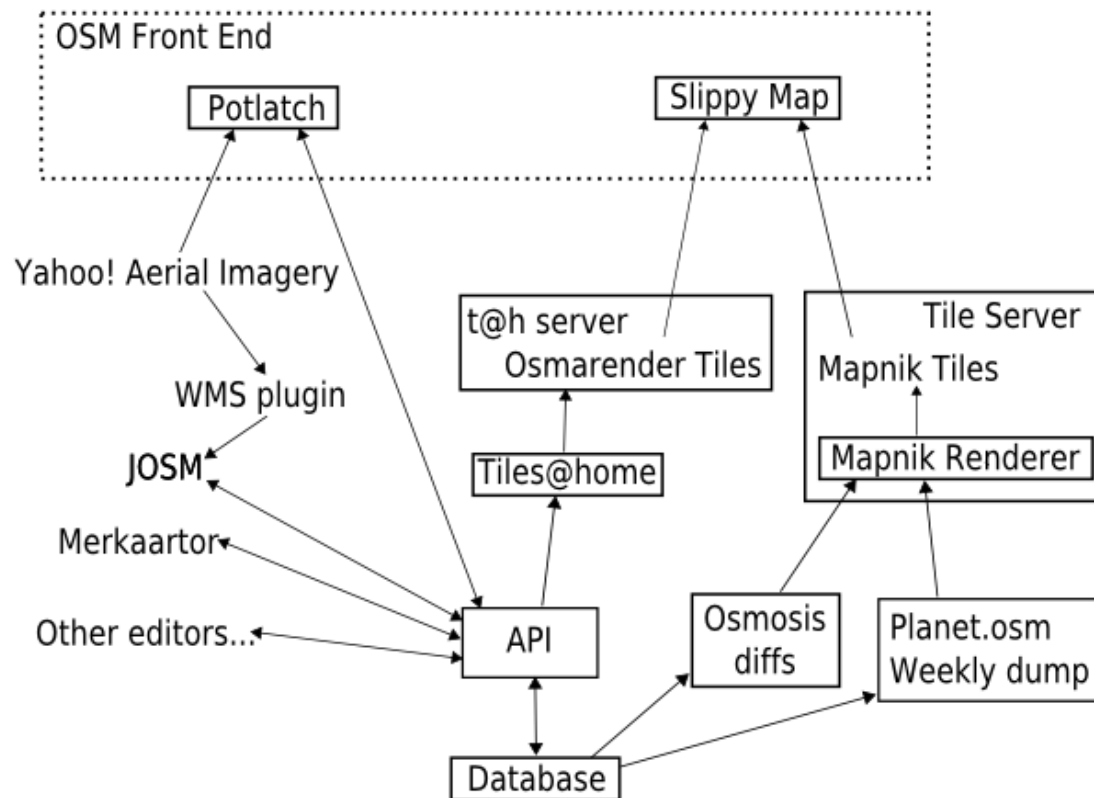 OSM Front End
Potlatch
Slippy Map
Yahoo! Aerial Imagery
t@h server
Osmarender Tiles
Tile Server
Mapnik Tiles
WMS plugin
JOSM
Tiles@home
Mapnik Renderer
Merkaartor
Other editors...
API
Osmosis
diffs
Planet.osm
Weekly dump
Database